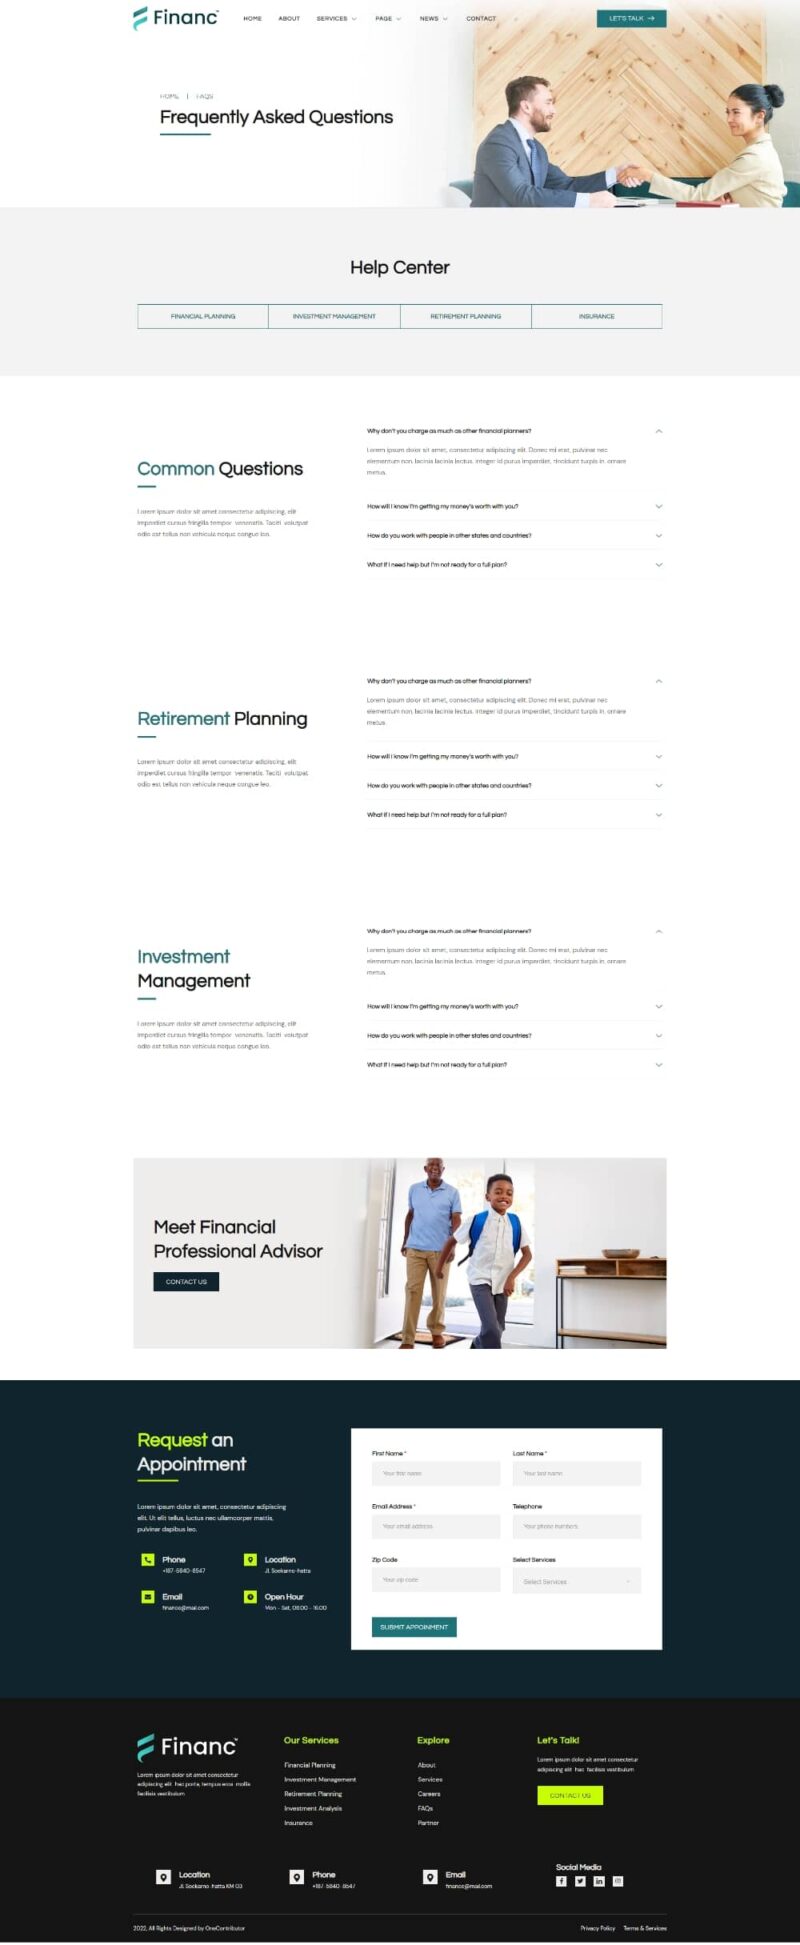 Financ
HOME ABOUT SERVICES PAGE NEWS CONTACT
LET'S TALK
HOME | FAQS
Frequently Asked Questions
Help Center
FINANCIAL PLANNING
INVESTMENT MANAGEMENT
RETIREMENT PLANNING
INSURANCE
Common Questions
Lorem ipsum dolor sit amet consectetur adipiscing, elit
imperdiet cursus fringilla tempor venenatis. Taciti volutpat
odio est tellus non vehicula neque congue leo.
Why don't you charge as much as other financial planners?
Lorem ipsum dolor sit amet, consectetur adipiscing elit. Donec mi erat, pulvinar nec
elementum non, lacinia lacinia lectus. Integer id purus imperdiet, tincidunt turpis in, ornare
metus.
How will I know I'm getting my money's worth with you?
How do you work with people in other states and countries?
What if I need help but I'm not ready for a full plan?
Retirement Planning
Lorem ipsum dolor sit amet consectetur adipiscing, elit
imperdiet cursus fringilla tempor venenatis. Taciti volutpat
odio est tellus non vehicula neque congue leo.
Why don't you charge as much as other financial planners?
Lorem ipsum dolor sit amet, consectetur adipiscing elit. Donec mi erat, pulvinar nec
elementum non, lacinia lacinia lectus. Integer id purus imperdiet, tincidunt turpis in, ornare
metus.
How will I know I'm getting my money's worth with you?
How do you work with people in other states and countries?
What if I need help but I'm not ready for a full plan?
Investment
Management
Lorem ipsum dolor sit amet consectetur adipiscing, elit
imperdiet cursus fringilla tempor venenatis. Taciti volutpat
odio est tellus non vehicula neque congue leo.
Why don't you charge as much as other financial planners?
Lorem ipsum dolor sit amet, consectetur adipiscing elit. Donec mi erat, pulvinar nec
elementum non, lacinia lacinia lectus. Integer id purus imperdiet, tincidunt turpis in, ornare
metus.
How will I know I'm getting my money's worth with you?
How do you work with people in other states and countries?
What if I need help but I'm not ready for a full plan?
Meet Financial
Professional Advisor
CONTACT US
Request an
Appointment
Lorem ipsum dolor sit amet, consectetur adipiscing
elit. Ut elit tellus, luctus nec ullamcorper mattis,
pulvinar dapibus leo.
Phone
+187-5840-8547
Location
Jl. Soekarno-hatta
Email
financs@mail.com
Open Hour
Mon - Sat, 08:00 - 16:00
First Name *
Your first name
Last Name *
Your last name
Email Address *
Your email address
Telephone
Your phone numbers
Zip Code
Your zip code
Select Services
Select Services
SUBMIT APPOINMENT
Financ
Lorem ipsum dolor sit amet consectetur
adipiscing elit hac porta, tempus eros mollis
facilisis vestibulum
Our Services
Financial Planning
Investment Management
Retirement Planning
Investment Analysis
Insurance
Explore
About
Services
Careers
FAQs
Partner
Let's Talk!
Lorem ipsum dolor sit amet consectetur
adipiscing elit hac facilisis vestibulum
CONTACT US
Location
Jl. Soekarno-hatta KM 03
Phone
+187-5840-8547
Email
financs@mail.com
Social Media
2022, All Rights Designed by OneContributor
Privacy Policy Terms & Services